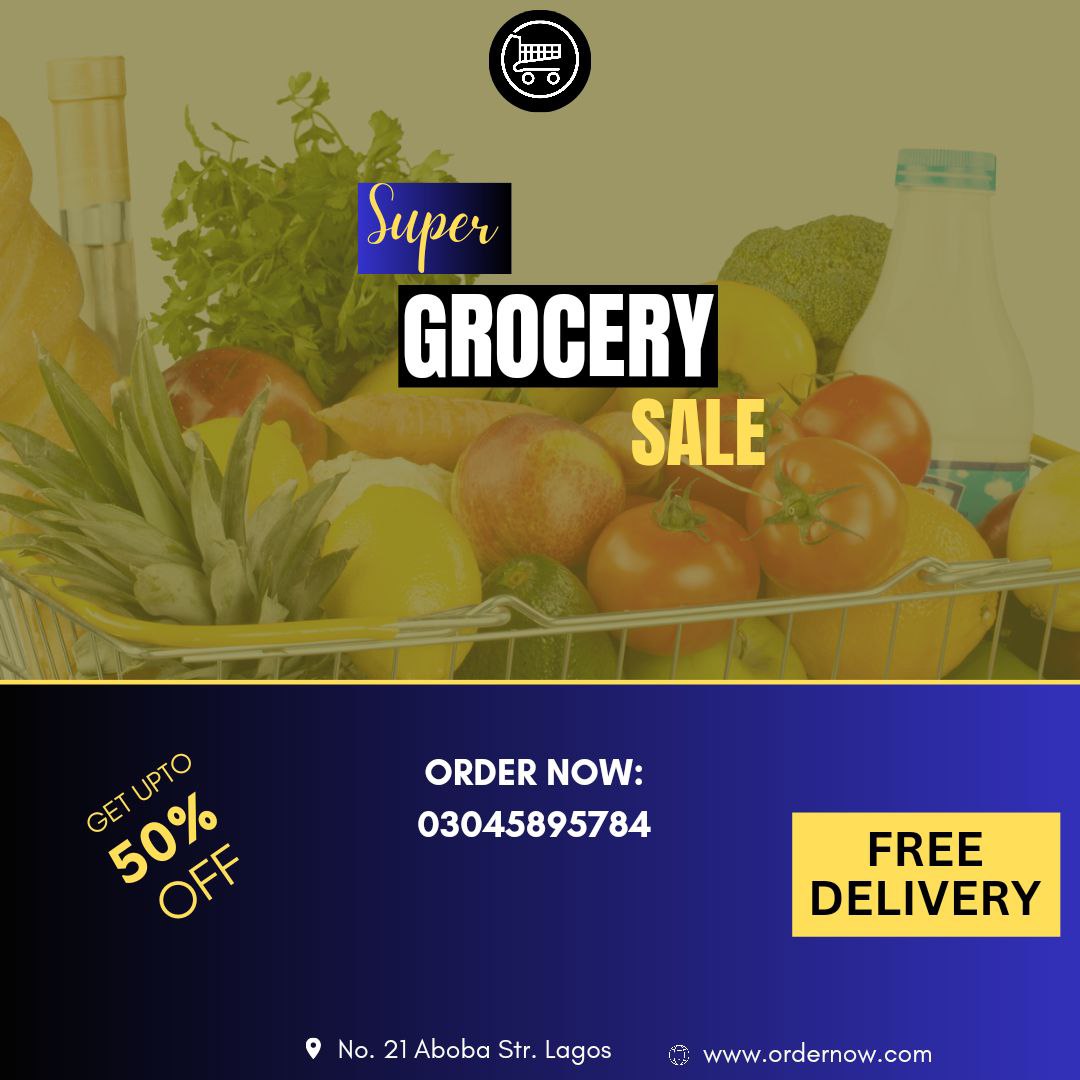 Super
GROCERY
SALE
GET UPTO
50%
OFF
ORDER NOW:
03045895784
FREE
DELIVERY
No. 21 Aboba Str. Lagos
www.ordernow.com